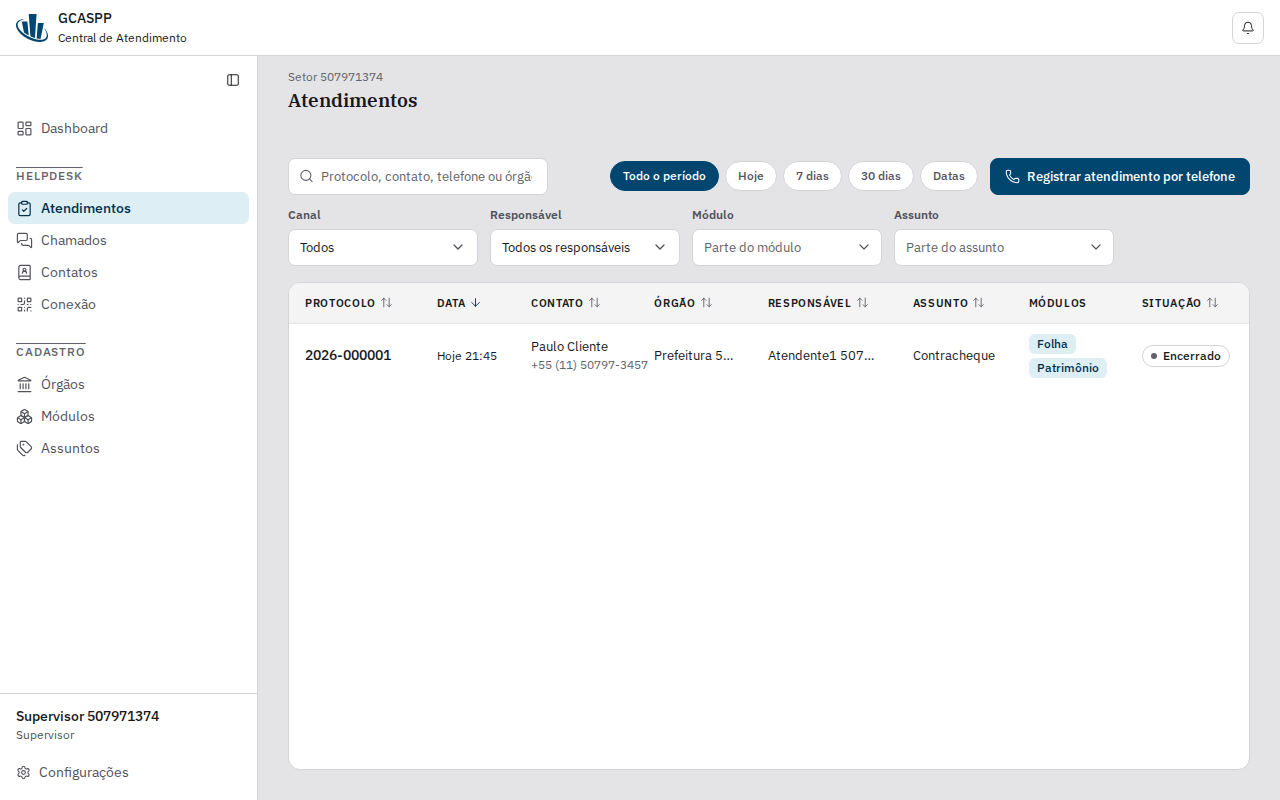 GCASPP
Central de Atendimento
Dashboard
HELPDESK
Atendimentos
Chamados
Contatos
Conexão
CADASTRO
Órgãos
Módulos
Assuntos
Supervisor 507971374
Supervisor
Configurações
Setor 507971374
Atendimentos
Protocolo, contato, telefone ou órgã
Todo o período
Hoje
7 dias
30 dias
Datas
Registrar atendimento por telefone
Canal
Responsável
Módulo
Assunto
Todos
Todos os responsáveis
Parte do módulo
Parte do assunto
PROTOCOLO DATA CONTATO ÓRGÃO RESPONSÁVEL ASSUNTO MÓDULOS SITUAÇÃO
2026-000001
Hoje 21:45
Paulo Cliente
+55 (11) 50797-3457
Prefeitura 5...
Atendente1 507...
Contracheque
Folha
Patrimônio
Encerrado